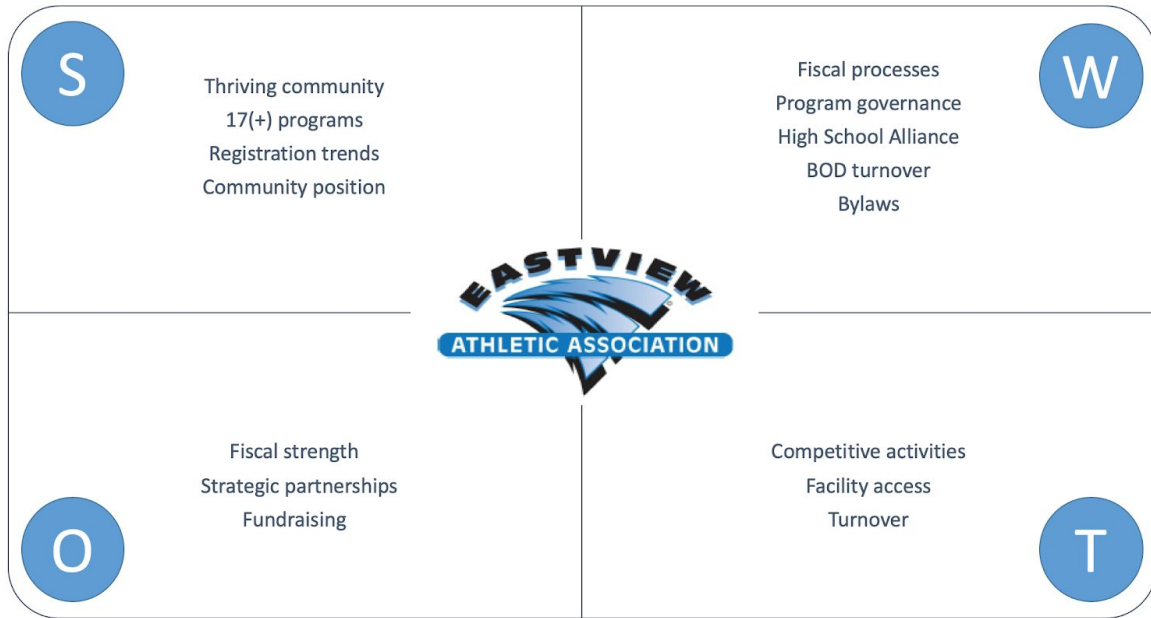 S
Thriving community
17(+) programs
Registration trends
Community position
W
Fiscal processes
Program governance
High School Alliance
BOD turnover
Bylaws
EASTVIEW
ATHLETIC ASSOCIATION
O
Fiscal strength
Strategic partnerships
Fundraising
T
Competitive activities
Facility access
Turnover